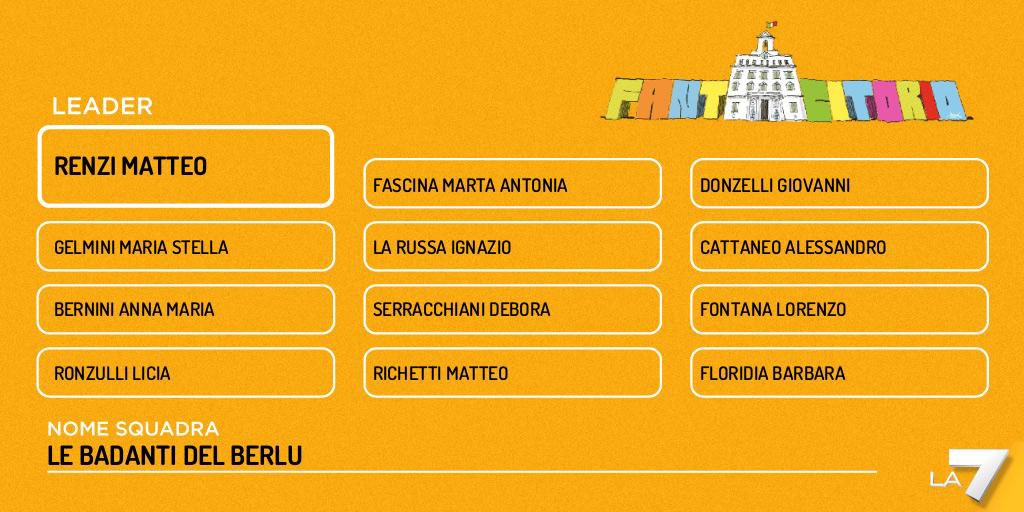 FANTACITORIO
LEADER
RENZI MATTEO
FASCINA MARTA ANTONIA
DONZELLI GIOVANNI
GELMINI MARIA STELLA
LA RUSSA IGNAZIO
CATTANEO ALESSANDRO
BERNINI ANNA MARIA
SERRACCHIANI DEBORA
FONTANA LORENZO
RONZULLI LICIA
RICHETTI MATTEO
FLORIDIA BARBARA
NOME SQUADRA
LE BADANTI DEL BERLU
LA7